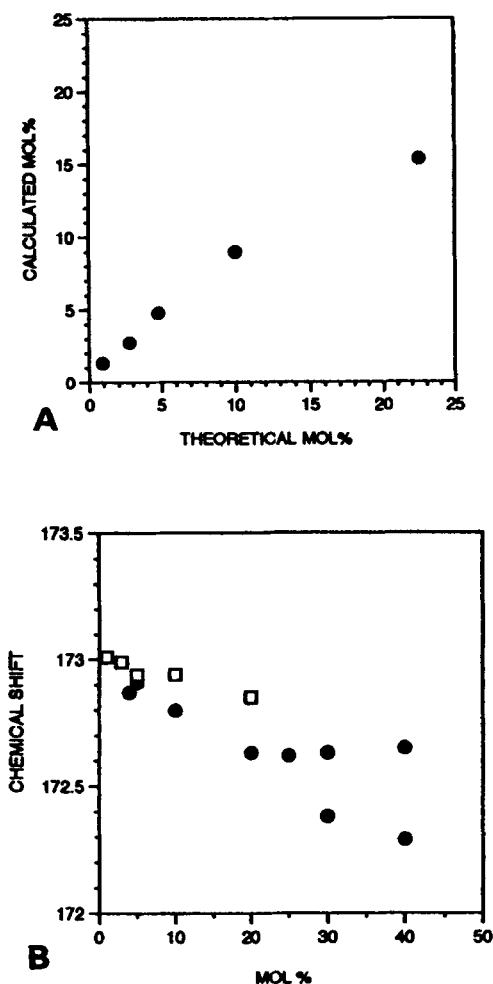 25
20
15
10
5
0
CALCULATED MOL%
0 5 10 15 20 25
A
THEORETICAL MOL%
173.5
173
172.5
172
CHEMICAL SHIFT
0 10 20 30 40 50
B
MOL %